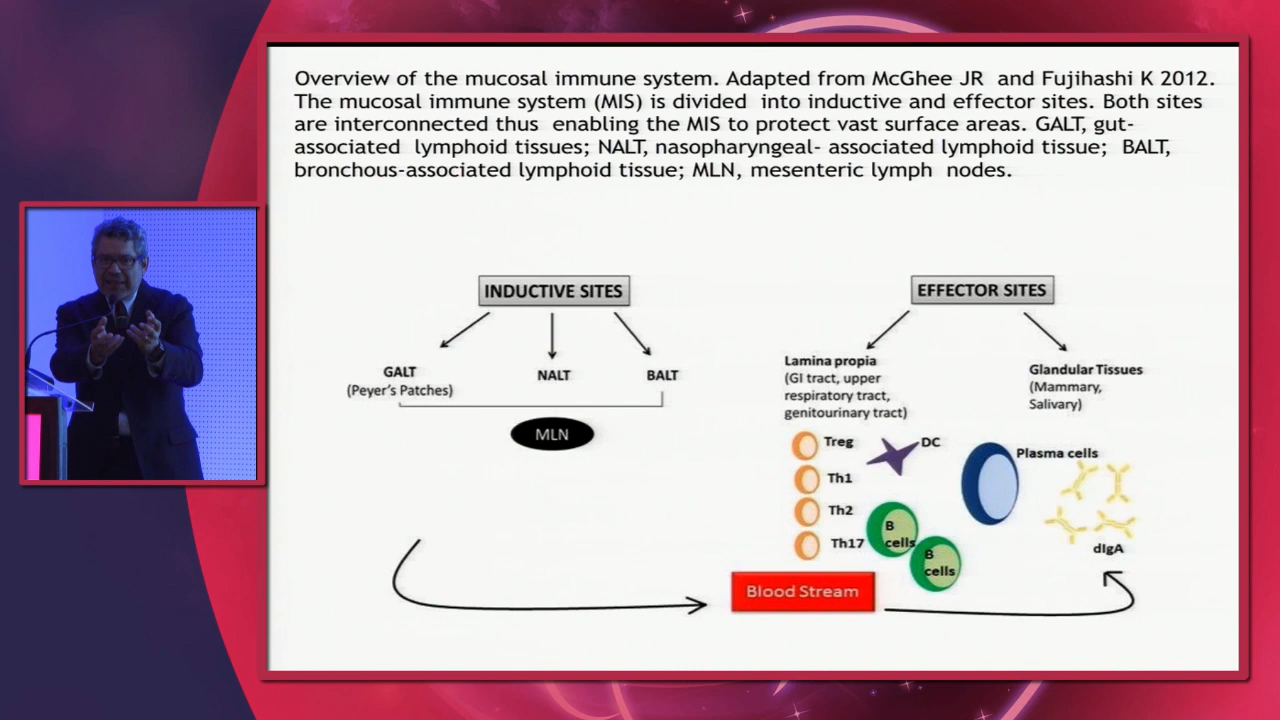 Overview of the mucosal immune system. Adapted from McGhee JR and Fujihashi K 2012.
The mucosal immune system (MIS) is divided into inductive and effector sites. Both sites
are interconnected thus enabling the MIS to protect vast surface areas. GALT, gut-
associated lymphoid tissues; NALT, nasopharyngeal- associated lymphoid tissue; BALT,
bronchous-associated lymphoid tissue; MLN, mesenteric lymph nodes.
INDUCTIVE SITES
GALT
(Peyer's Patches)
NALT
BALT
MLN
EFFECTOR SITES
Lamina propia
(GI tract, upper
respiratory tract,
genitourinary tract)
Glandular Tissues
(Mammary,
Salivary)
Treg
DC
Th1
Th2
Th17
B
cells
B
cells
Plasma cells
dIgA
Blood Stream